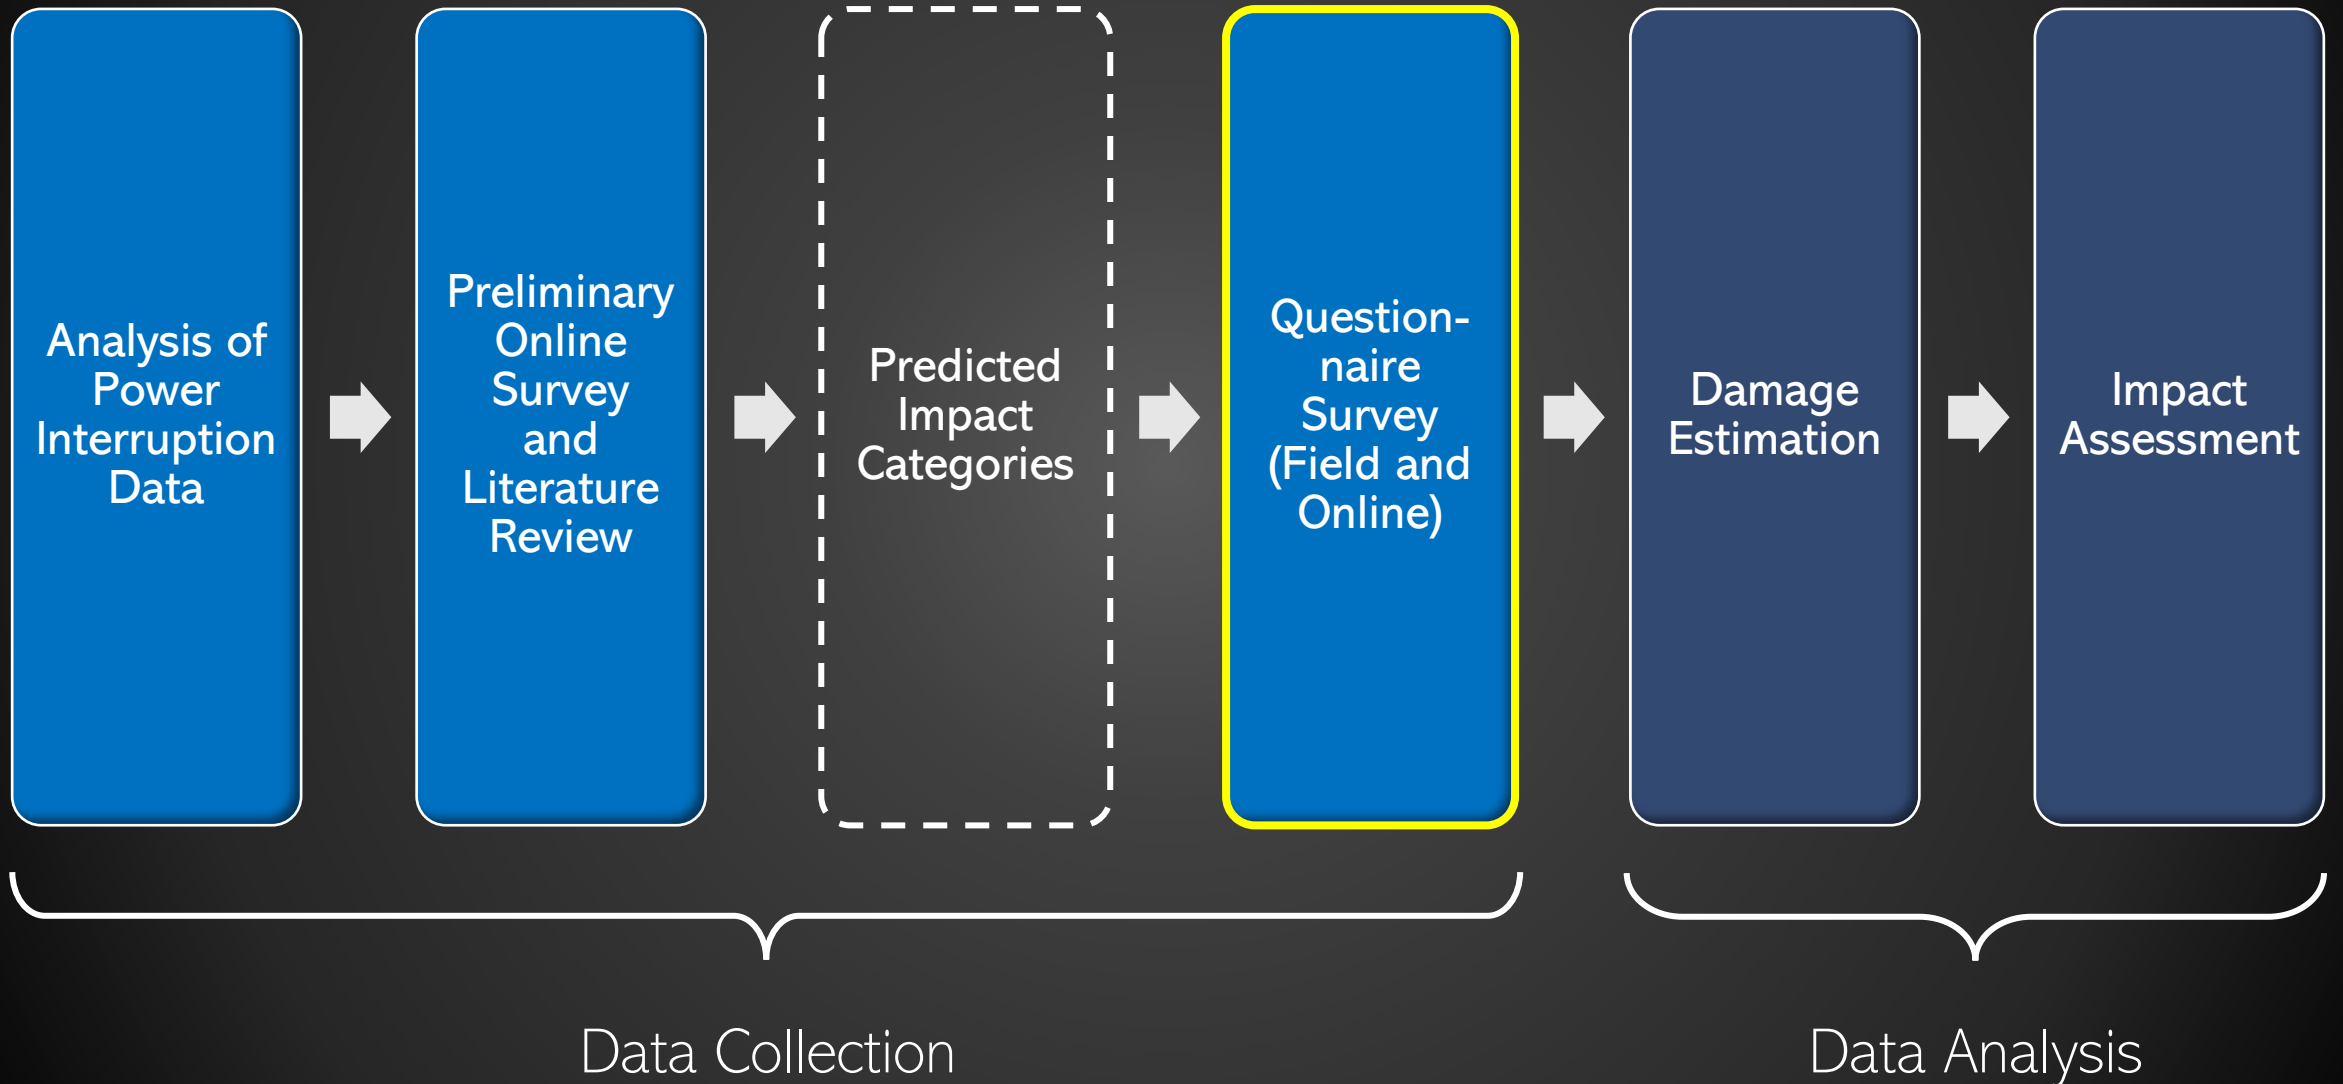 Analysis of
Power
Interruption
Data
Preliminary
Online
Survey
and
Literature
Review
Predicted
Impact
Categories
Question-
naire
Survey
(Field and
Online)
Damage
Estimation
Impact
Assessment
Data Collection
Data Analysis